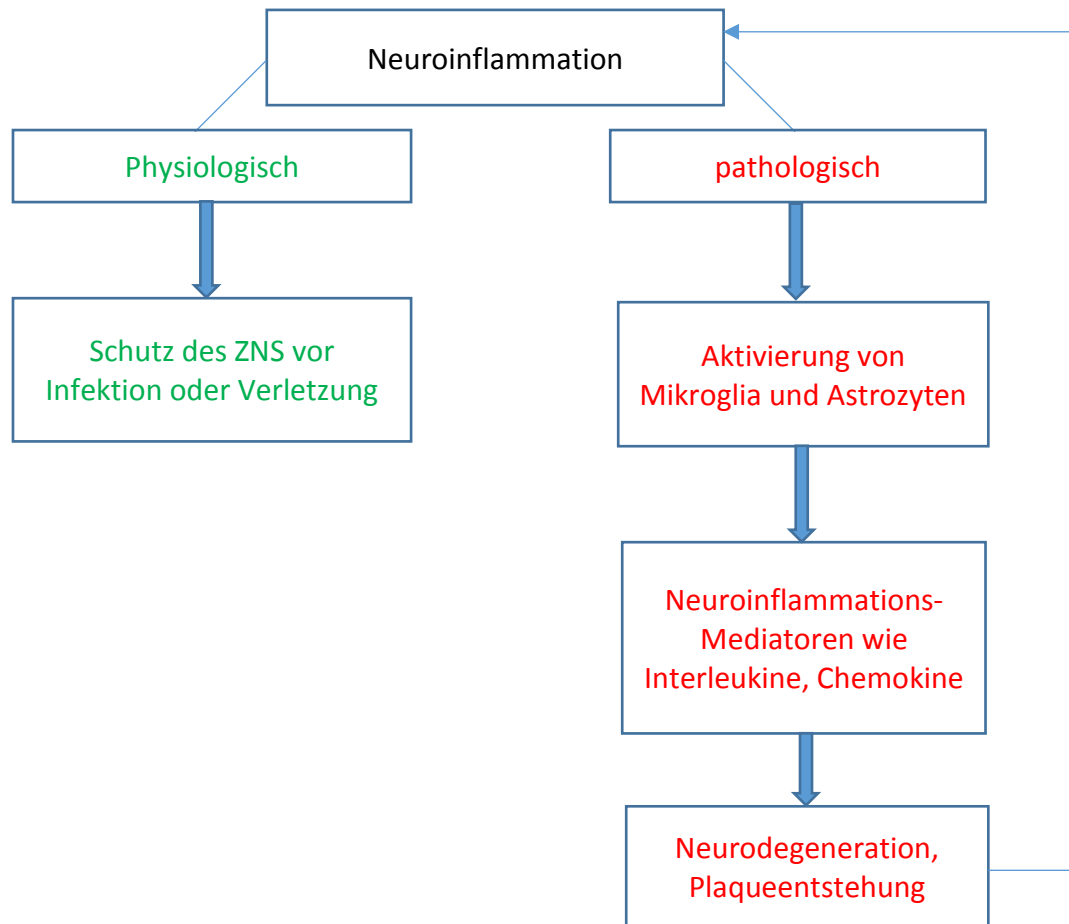 Neuroinflammation
Physiologisch
pathologisch
Schutz des ZNS vor
Infektion oder Verletzung
Aktivierung von
Mikroglia und Astrozyten
Neuroinflammations-
Mediatoren wie
Interleukine, Chemokine
Neurodegeneration,
Plaqueentstehung